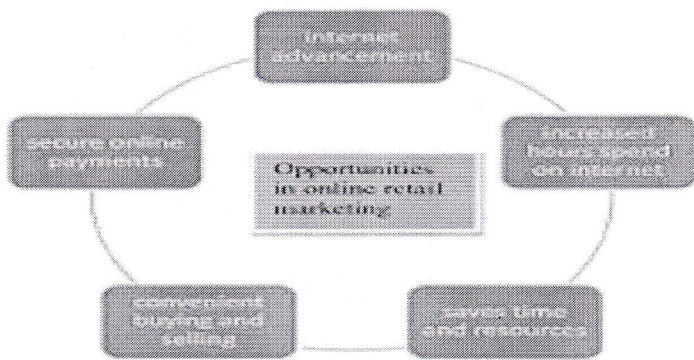 internet
advancement
increased
hours spend
on internet
saves time
and resources
convenient
buying and
selling
secure online
payments
Opportunities
in online retail
marketing